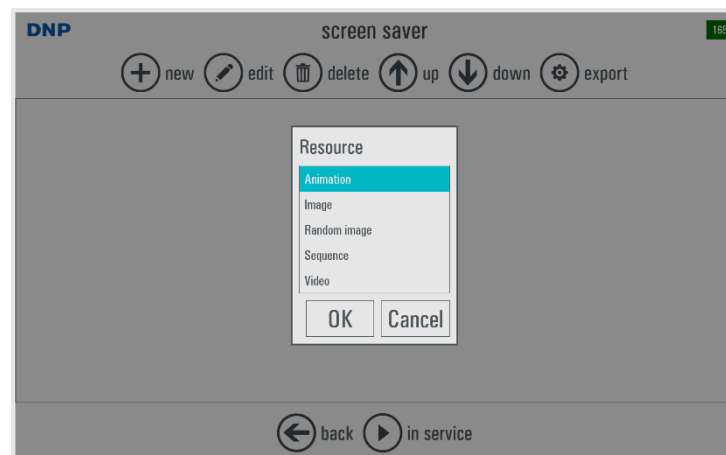 DNP
screen saver
165
new edit delete up down export
Resource
Animation
Image
Random image
Sequence
Video
OK Cancel
back in service